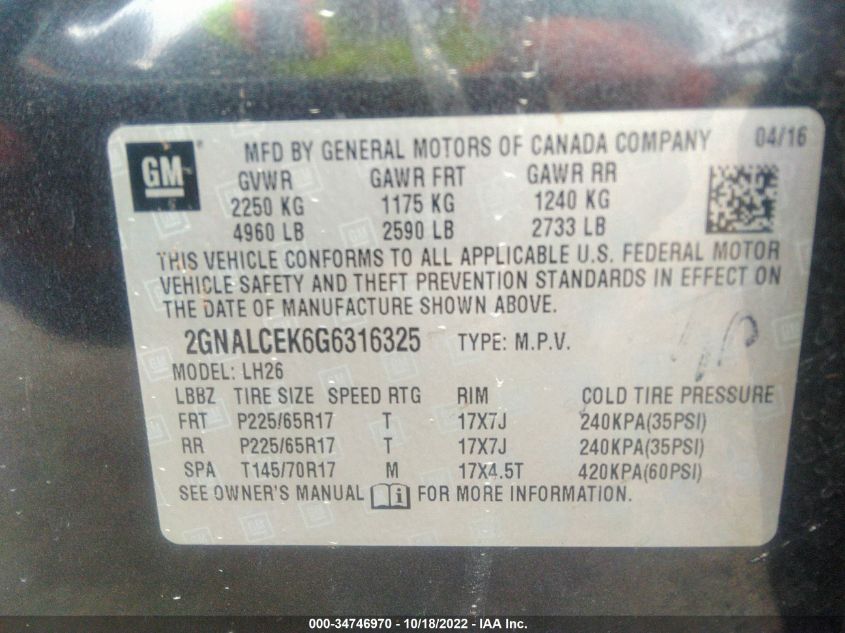 GM ® MFD BY GENERAL MOTORS OF CANADA COMPANY 04/16
GVWR GAWR FRT GAWR RR
2250 KG 1175 KG 1240 KG
4960 LB 2590 LB 2733 LB
THIS VEHICLE CONFORMS TO ALL APPLICABLE U.S. FEDERAL MOTOR
VEHICLE SAFETY AND THEFT PREVENTION STANDARDS IN EFFECT ON
THE DATE OF MANUFACTURE SHOWN ABOVE.
2GNALCEK6G6316325 TYPE: M.P.V.
MODEL: LH26
LBBZ TIRE SIZE SPEED RTG RIM COLD TIRE PRESSURE
FRT P225/65R17 T 17X7J 240KPA(35PSI)
RR P225/65R17 T 17X7J 240KPA(35PSI)
SPA T145/70R17 M 17X4.5T 420KPA(60PSI)
SEE OWNER'S MANUAL FOR MORE INFORMATION.
000-34746970 - 10/18/2022 - IAA Inc.